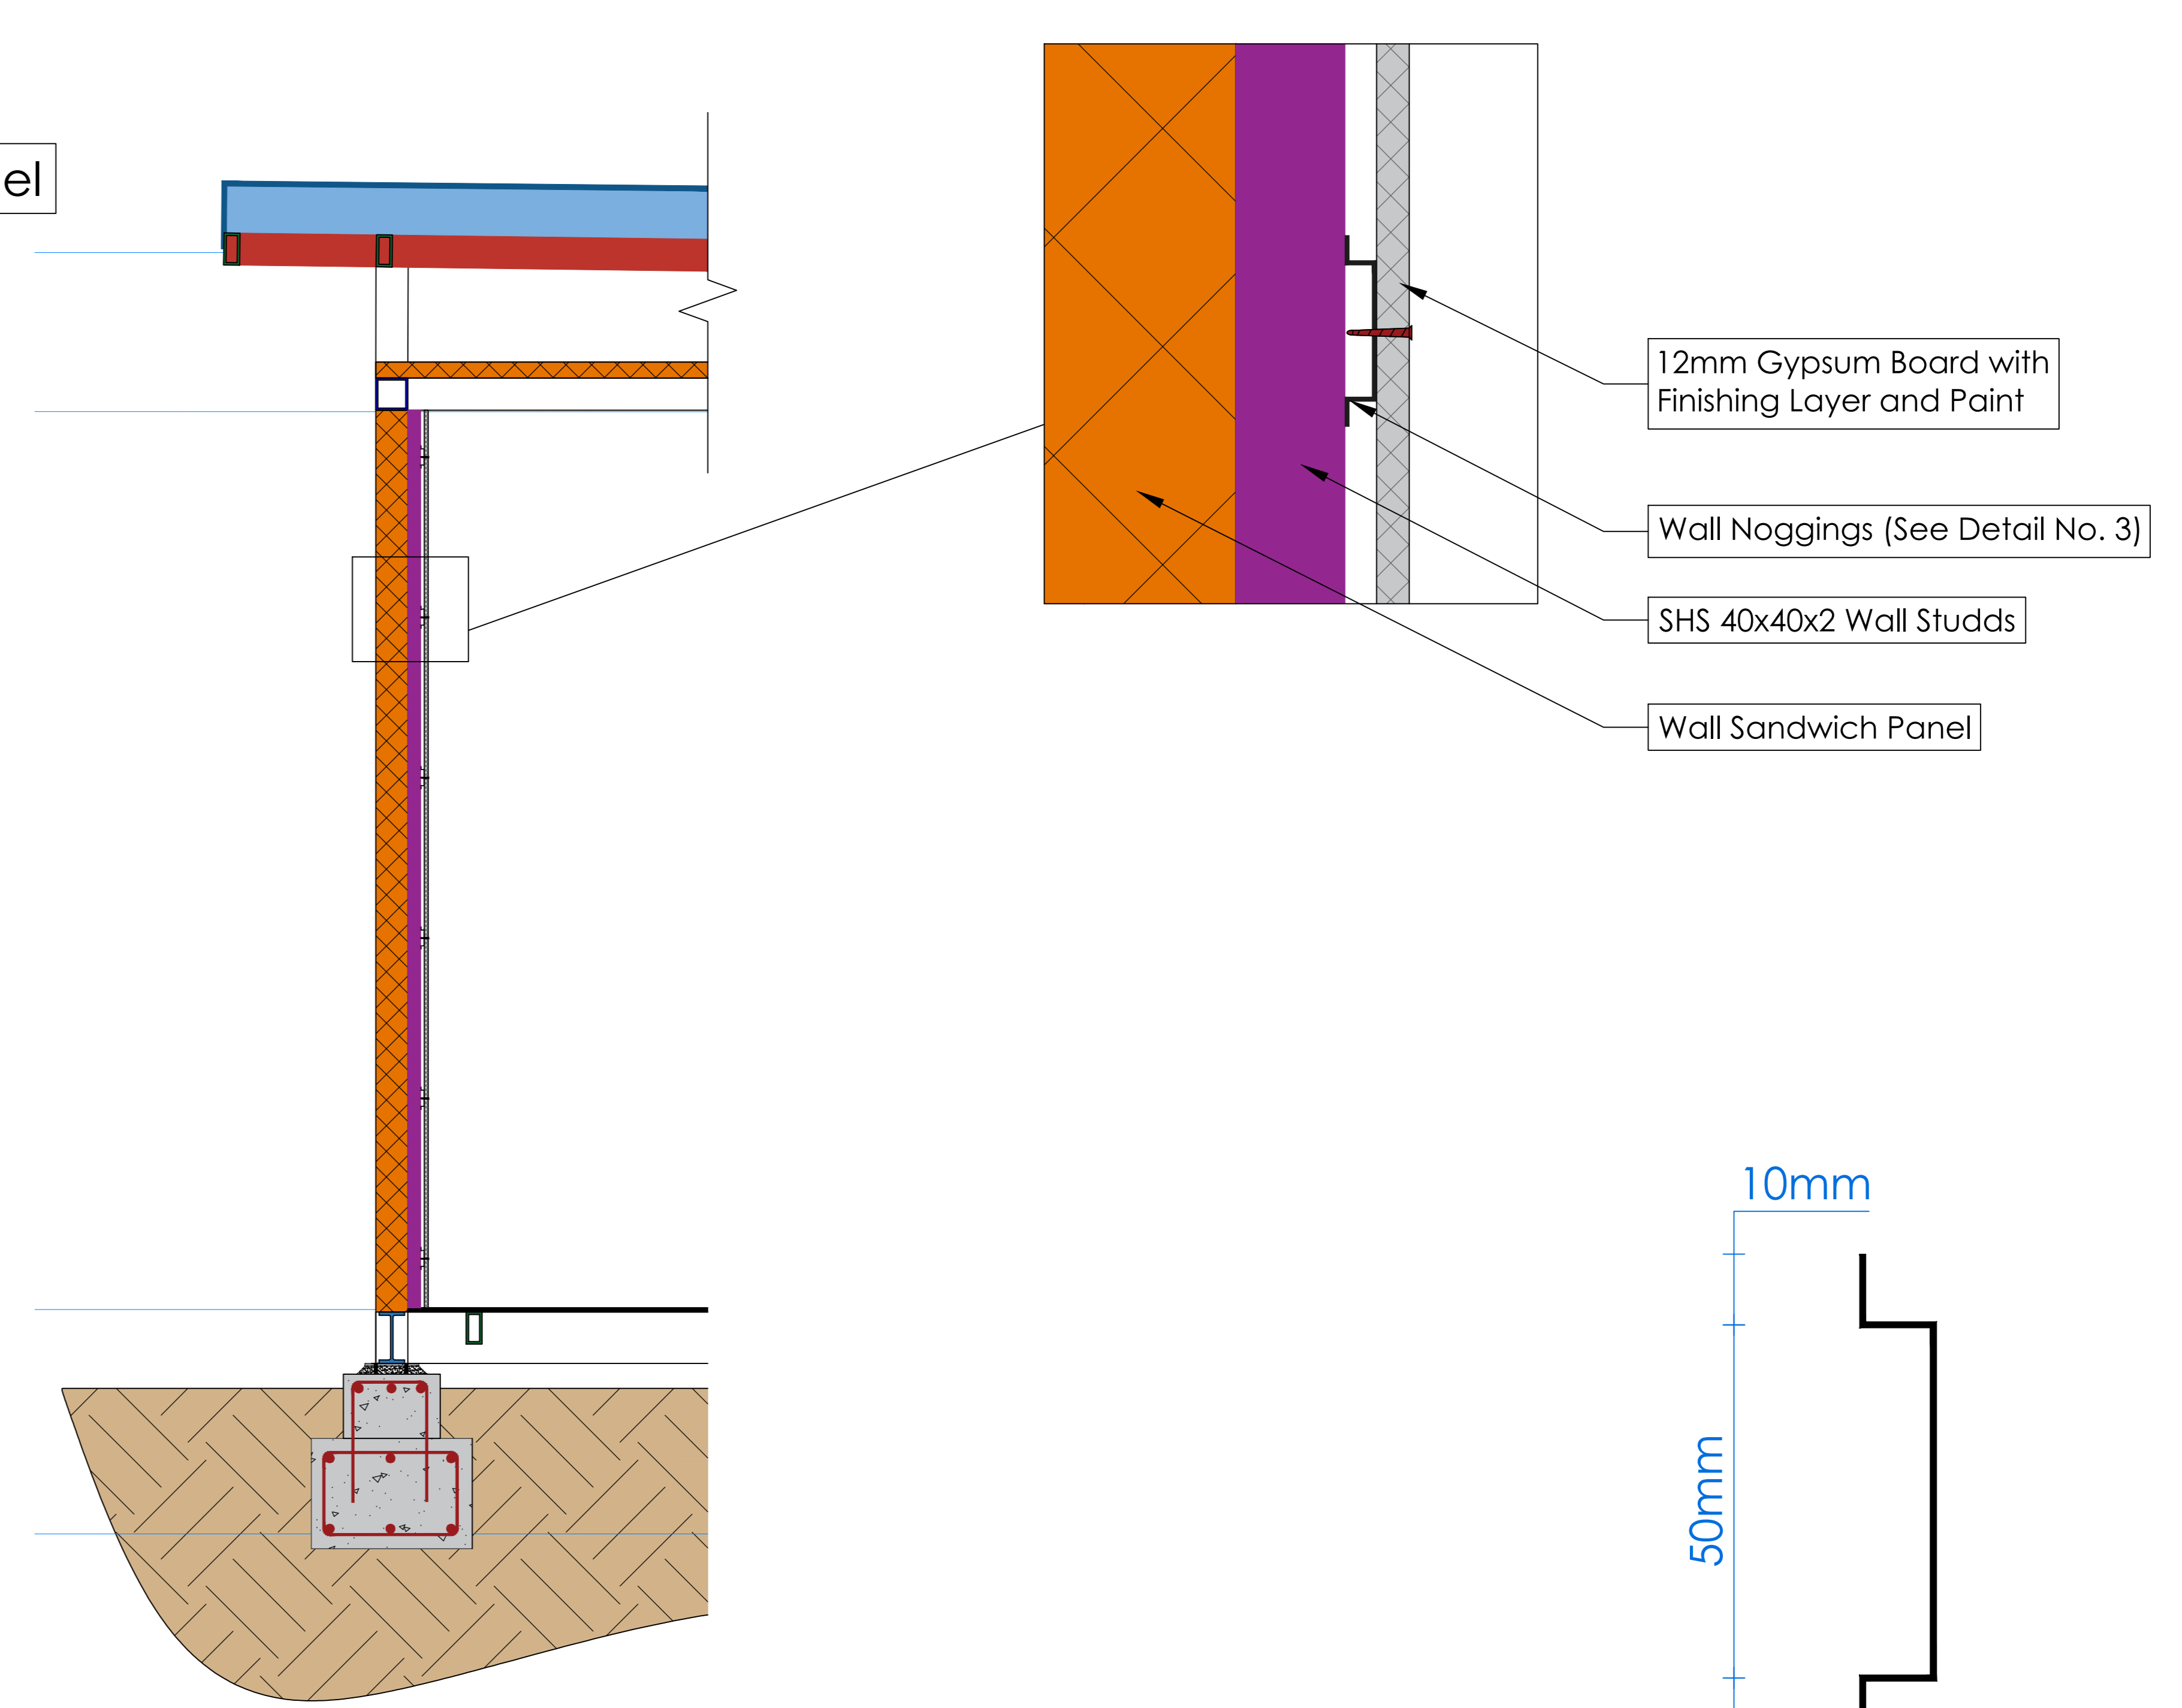 el
12mm Gypsum Board with
Finishing Layer and Paint
Wall Noggings (See Detail No. 3)
SHS 40x40x2 Wall Studds
Wall Sandwich Panel
10mm
50mm